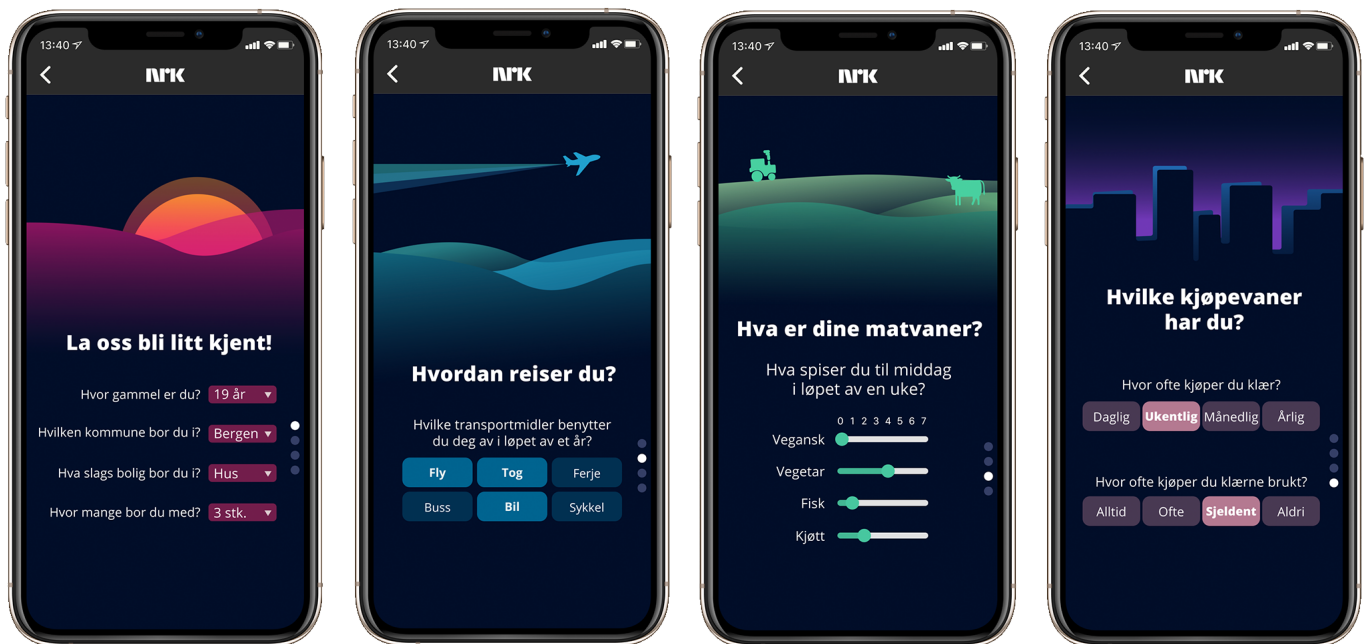 13:40
NRK
La oss bli litt kjent!
Hvor gammel er du? 19 år
Hvilken kommune bor du i? Bergen
Hva slags bolig bor du i? Hus
Hvor mange bor du med? 3 stk.
13:40
NRK
Hvordan reiser du?
Hvilke transportmidler benytter
du deg av i løpet av et år?
Fly Tog Ferje
Buss Bil Sykkel
13:40
NRK
Hva er dine matvaner?
Hva spiser du til middag
i løpet av en uke?
0 1 2 3 4 5 6 7
Vegansk
Vegetar
Fisk
Kjøtt
13:40
NRK
Hvilke kjøpevaner
har du?
Hvor ofte kjøper du klær?
Daglig Ukentlig Månedlig Årlig
Hvor ofte kjøper du klærne brukt?
Alltid Ofte Sjeldent Aldri